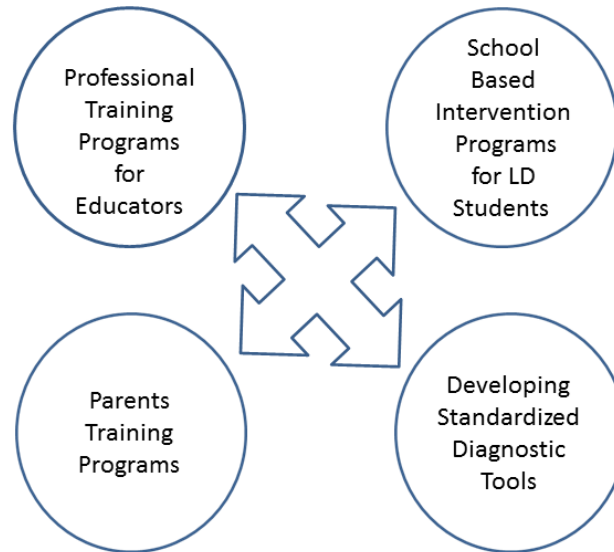 Professional
Training
Programs
for
Educators
School
Based
Intervention
Programs
for LD
Students
Parents
Training
Programs
Developing
Standardized
Diagnostic
Tools